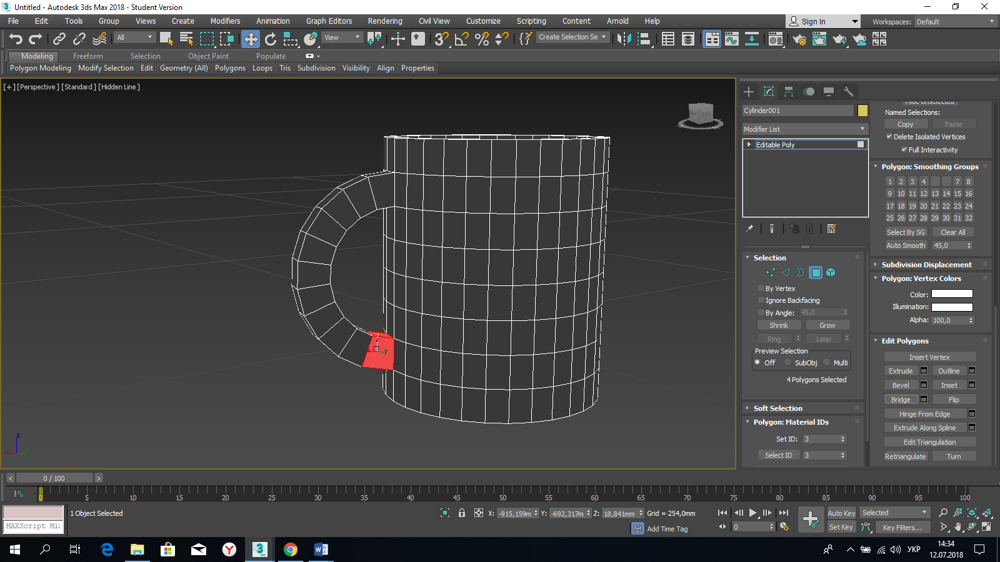 Untitled - Autodesk 3ds Max 2018 - Student Version
File Edit Tools Group Views Create Modifiers Animation Graph Editors Rendering Civil View Customize Scripting Content Arnold Help
Sign In
Workspaces: Default
All
View
Create Selection Se
Modeling Freeform Selection Object Paint Populate
Polygon Modeling Modify Selection Edit Geometry (All) Polygons Loops Tris Subdivision Visibility Align Properties
[+] [Perspective] [Standard] [Hidden Line]
z
y
z
x
y
Cylinder001
Modifier List
Editable Poly
Selection
By Vertex
Ignore Backfacing
By Angle: 45,0
Shrink Grow
Ring Loop
Preview Selection
Off SubObj Multi
4 Polygons Selected
Soft Selection
Polygon: Material IDs
Set ID: 3
Select ID 3
Hide Unselected
Named Selections:
Copy Paste
Delete Isolated Vertices
Full Interactivity
Polygon: Smoothing Groups
1 2 3 4 7 8
9 10 11 12 13 14 15 16
17 18 19 20 21 22 23 24
25 26 27 28 29 30 31 32
Select By SG Clear All
Auto Smooth 45,0
Subdivision Displacement
Polygon: Vertex Colors
Color:
Illumination:
Alpha: 100,0
Edit Polygons
Insert Vertex
Extrude Outline
Bevel Inset
Bridge Flip
Hinge From Edge
Extrude Along Spline
Edit Triangulation
Retriangulate Turn
< 0 / 100 >
0 5 10 15 20 25 30 35 40 45 50 55 60 65 70 75 80 85 90 95 100
1 Object Selected
X: -915,159m Y: -692,317m Z: 18,841mm Grid = 254,0mm
Auto Key Selected
MAXScript Mi
Add Time Tag
0
Set Key Key Filters...
УКР
14:34
12.07.2018